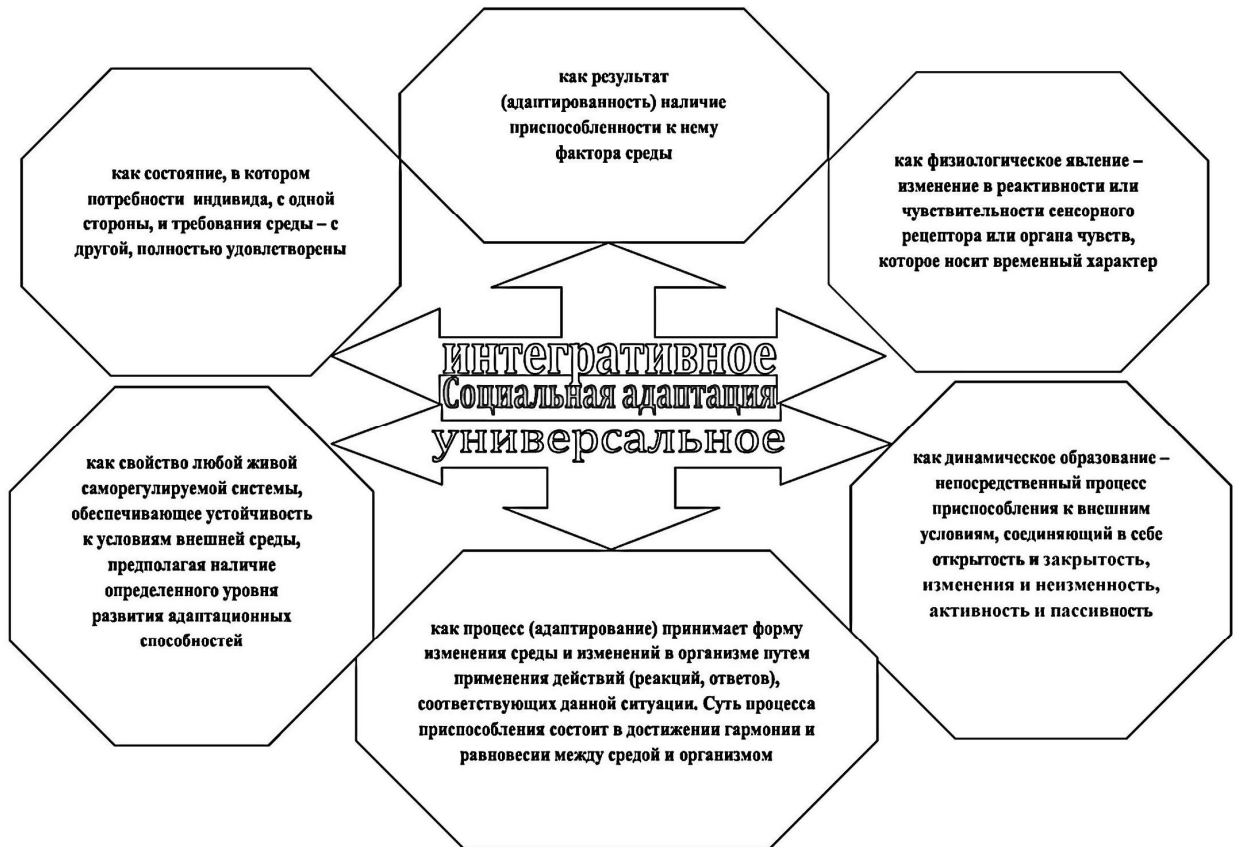 как результат
(адаптированность) наличие
приспособленности к нему
фактора среды
как состояние, в котором
потребности индивида, с одной
стороны, и требования среды – с
другой, полностью удовлетворены
как физиологическое явление –
изменение в реактивности или
чувствительности сенсорного
рецептора или органа чувств,
которое носит временный характер
интегративное
Социальная адаптация
универсальное
как свойство любой живой
саморегулируемой системы,
обеспечивающее устойчивость
к условиям внешней среды,
предполагая наличие
определенного уровня
развития адаптационных
способностей
как динамическое образование –
непосредственный процесс
приспособления к внешним
условиям, соединяющий в себе
открытость и закрытость,
изменения и неизменность,
активность и пассивность
как процесс (адаптирование) принимает форму
изменения среды и изменений в организме путем
применения действий (реакций, ответов),
соответствующих данной ситуации. Суть процесса
приспособления состоит в достижении гармонии и
равновесии между средой и организмом